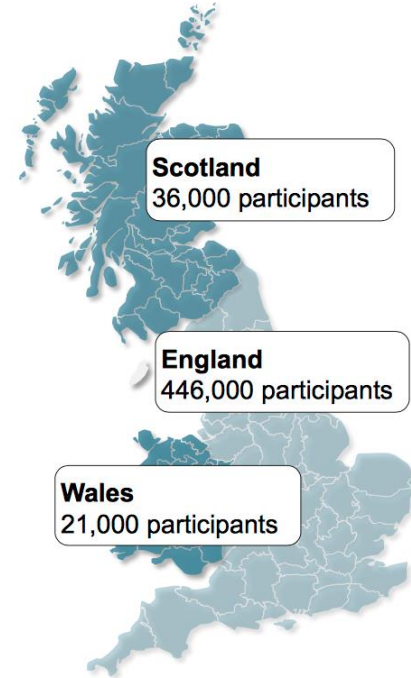 Scotland
36,000 participants
England
446,000 participants
Wales
21,000 participants